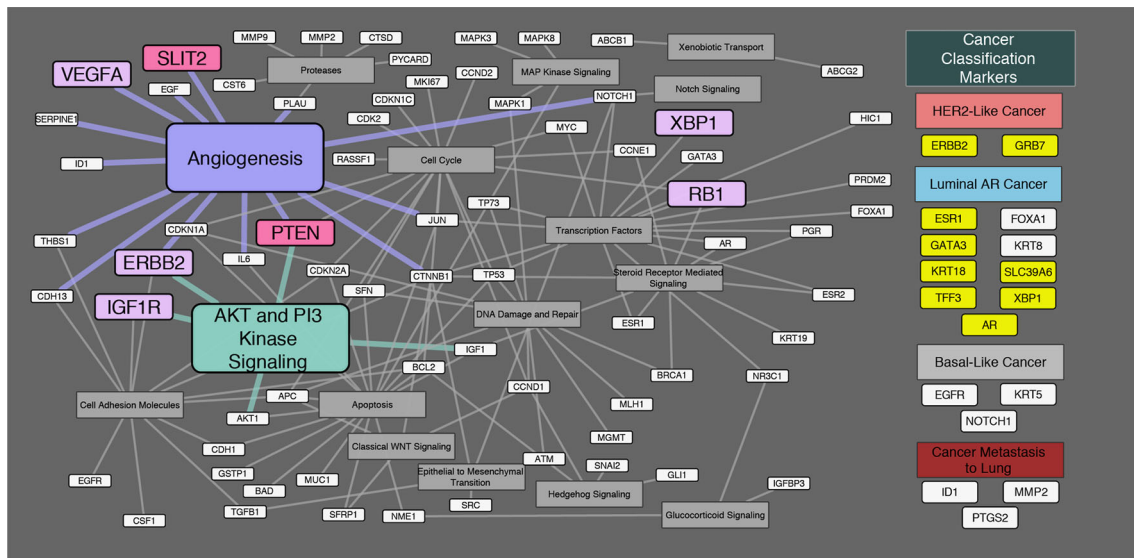 MMP9
MMP2
CTSD
MAPK3
MAPK8
ABCB1
Xenobiotic Transport
Cancer
Classification
Markers
SLIT2
PYCARD
CCND2
VEGFA
Proteases
MKI67
MAP Kinase Signaling
ABCG2
EGF
CST6
CDKN1C
Notch Signaling
PLAU
MAPK1
NOTCH1
HER2-Like Cancer
SERPINE1
CDK2
MYC
XBP1
HIC1
ERBB2
GRB7
CCNE1
Angiogenesis
RASSF1
Cell Cycle
GATA3
ID1
PRDM2
Luminal AR Cancer
RB1
TP73
FOXA1
ESR1
FOXA1
JUN
CDKN1A
PTEN
Transcription Factors
PGR
THBS1
AR
GATA3
KRT8
IL6
ERBB2
CDKN2A
CTNNB1
TP53
Steroid Receptor Mediated
Signaling
KRT18
SLC39A6
SFN
CDH13
ESR2
TFF3
XBP1
IGF1R
AKT and PI3
Kinase
Signaling
DNA Damage and Repair
ESR1
AR
KRT19
IGF1
Basal-Like Cancer
BCL2
BRCA1
NR3C1
CCND1
EGFR
KRT5
APC
Cell Adhesion Molecules
Apoptosis
MLH1
AKT1
NOTCH1
MGMT
CDH1
Classical WNT Signaling
Cancer Metastasis
to Lung
ATM
SNAI2
GSTP1
MUC1
Epithelial to Mesenchymal
Transition
GLI1
EGFR
BAD
IGFBP3
ID1
MMP2
Hedgehog Signaling
SRC
TGFB1
SFRP1
NME1
Glucocorticoid Signaling
PTGS2
CSF1